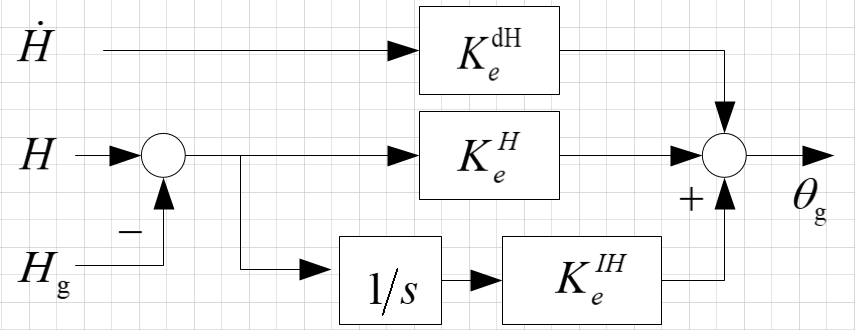 Ḣ K_e^{dH}
H K_e^H
+ θ_g
−
H_g 1/s K_e^{IH}